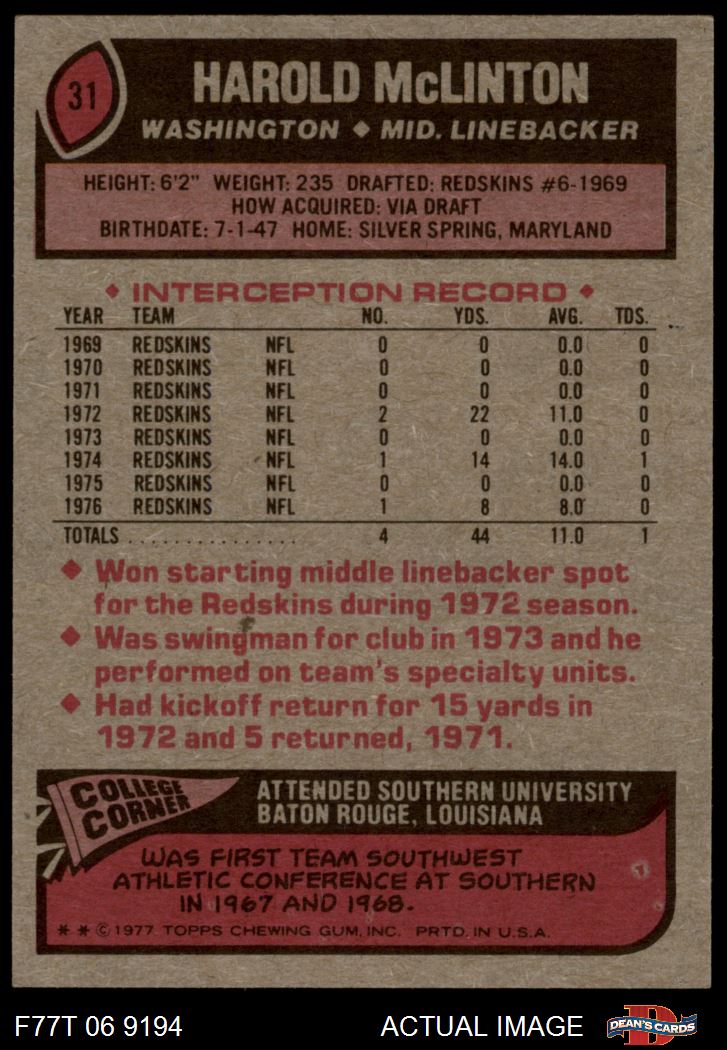 31
HAROLD McLINTON
WASHINGTON ◆ MID. LINEBACKER
HEIGHT: 6'2" WEIGHT: 235 DRAFTED: REDSKINS #6-1969
HOW ACQUIRED: VIA DRAFT
BIRTHDATE: 7-1-47 HOME: SILVER SPRING, MARYLAND
◆ INTERCEPTION RECORD ◆
YEAR TEAM NO. YDS. AVG. TDS.
1969 REDSKINS NFL 0 0 0.0 0
1970 REDSKINS NFL 0 0 0.0 0
1971 REDSKINS NFL 0 0 0.0 0
1972 REDSKINS NFL 2 22 11.0 0
1973 REDSKINS NFL 0 0 0.0 0
1974 REDSKINS NFL 1 14 14.0 1
1975 REDSKINS NFL 0 0 0.0 0
1976 REDSKINS NFL 1 8 8.0 0
TOTALS . . . . . . . . . . . . . . . 4 44 11.0 1
◆ Won starting middle linebacker spot
for the Redskins during 1972 season.
◆ Was swingman for club in 1973 and he
performed on team's specialty units.
◆ Had kickoff return for 15 yards in
1972 and 5 returned, 1971.
COLLEGE
CORNER
ATTENDED SOUTHERN UNIVERSITY
BATON ROUGE, LOUISIANA
WAS FIRST TEAM SOUTHWEST
ATHLETIC CONFERENCE AT SOUTHERN
IN 1967 AND 1968.
* * © 1977 TOPPS CHEWING GUM, INC. PRTD. IN U.S.A.
F77T 06 9194 ACTUAL IMAGE
D
DEAN'S CARDS